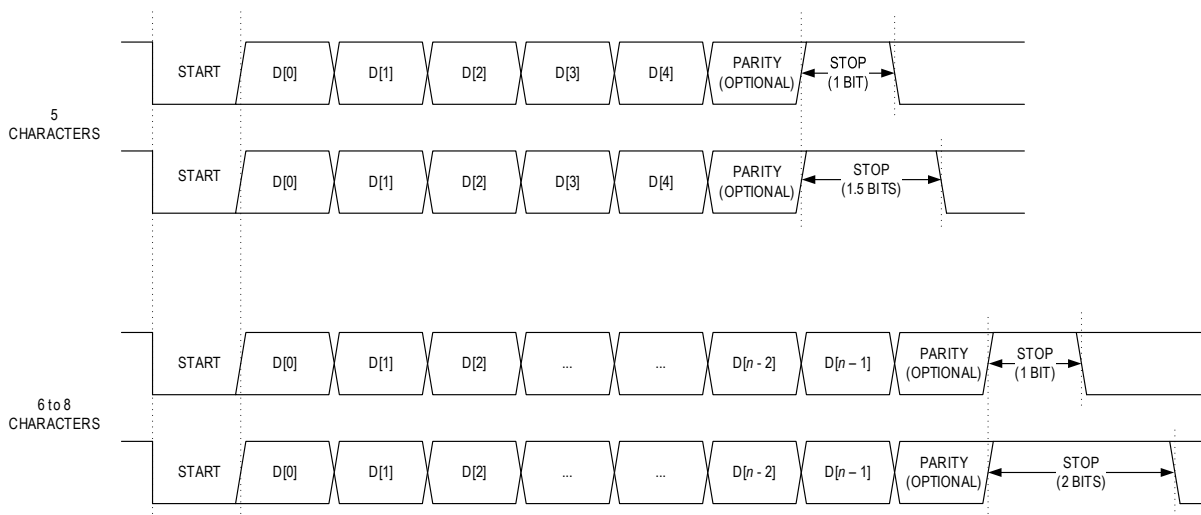 START D[0] D[1] D[2] D[3] D[4] PARITY (OPTIONAL) STOP (1 BIT)
5 CHARACTERS
START D[0] D[1] D[2] D[3] D[4] PARITY (OPTIONAL) STOP (1.5 BITS)
START D[0] D[1] D[2] ... ... D[n - 2] D[n – 1] PARITY (OPTIONAL) STOP (1 BIT)
6 to 8 CHARACTERS
START D[0] D[1] D[2] ... ... D[n - 2] D[n – 1] PARITY (OPTIONAL) STOP (2 BITS)